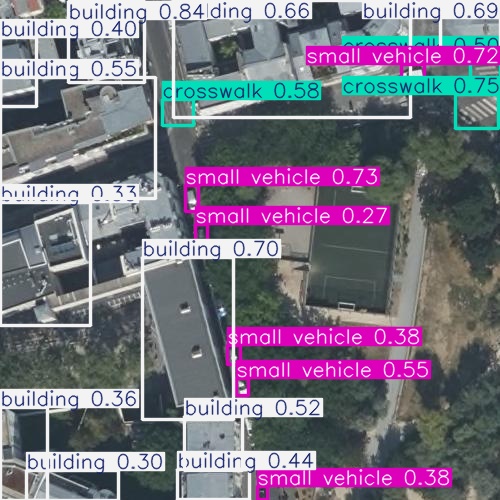 building 0.84
lding 0.66
building 0.69
building 0.40
crosswalk 0.50
small vehicle 0.72
building 0.55
crosswalk 0.58
crosswalk 0.75
small vehicle 0.73
building 0.33
small vehicle 0.27
building 0.70
small vehicle 0.38
small vehicle 0.55
building 0.36
building 0.52
building 0.30
building 0.44
small vehicle 0.38